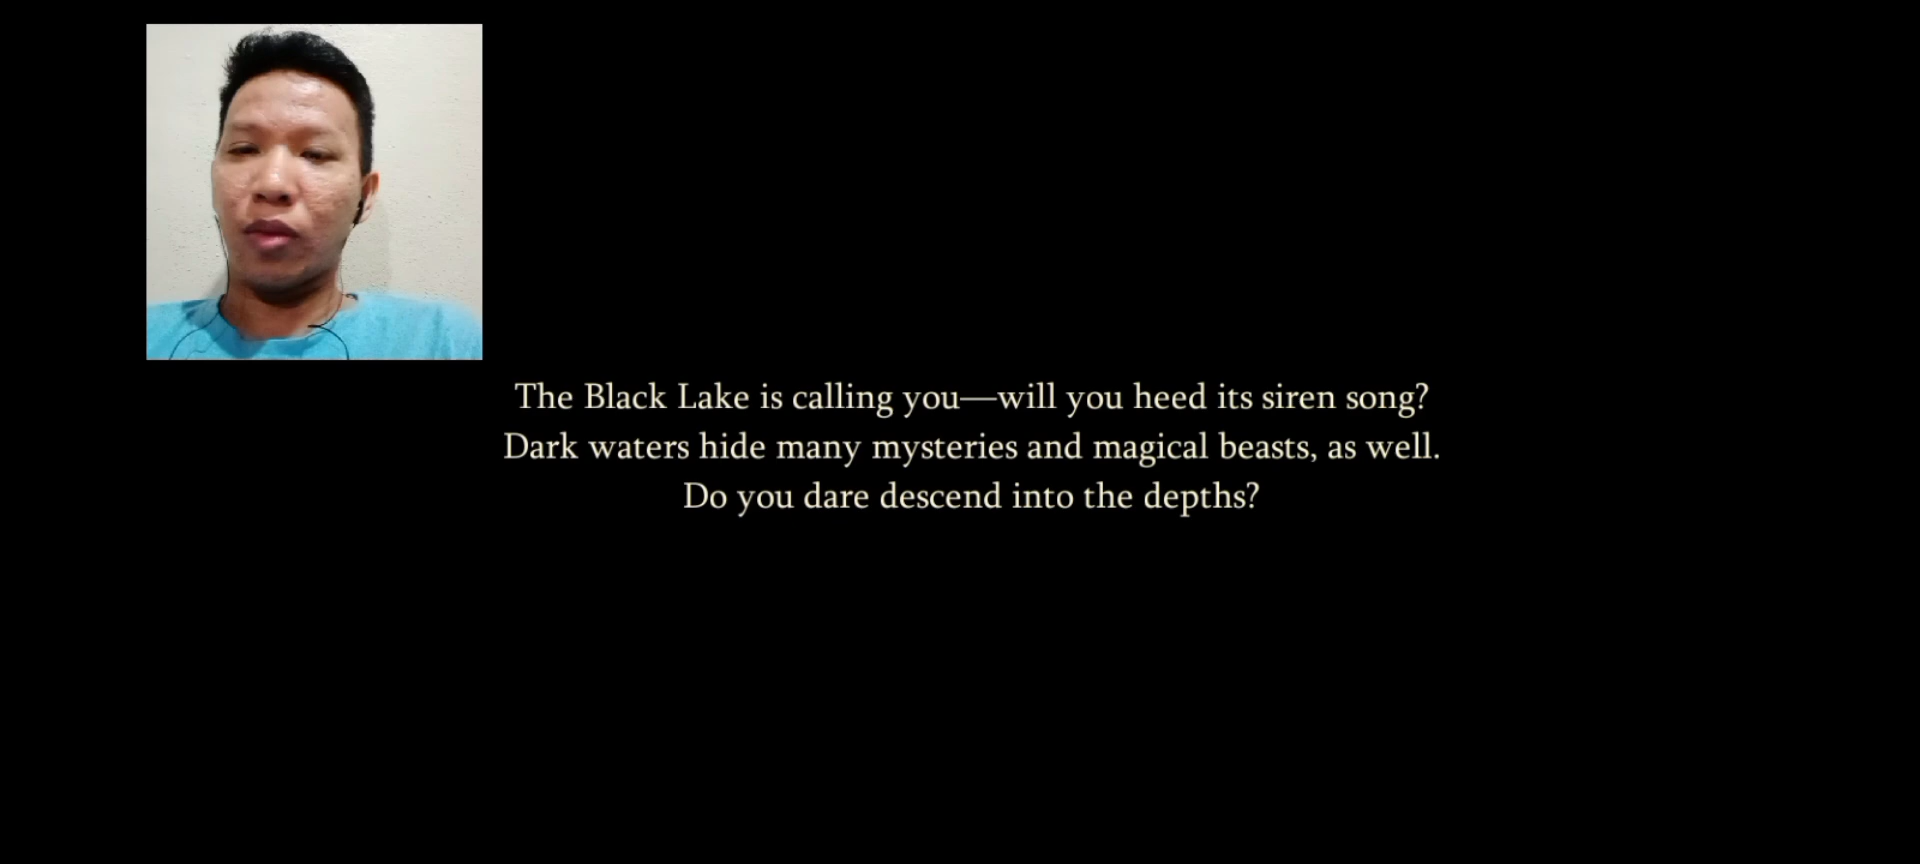 The Black Lake is calling you—will you heed its siren song?
Dark waters hide many mysteries and magical beasts, as well.
Do you dare descend into the depths?